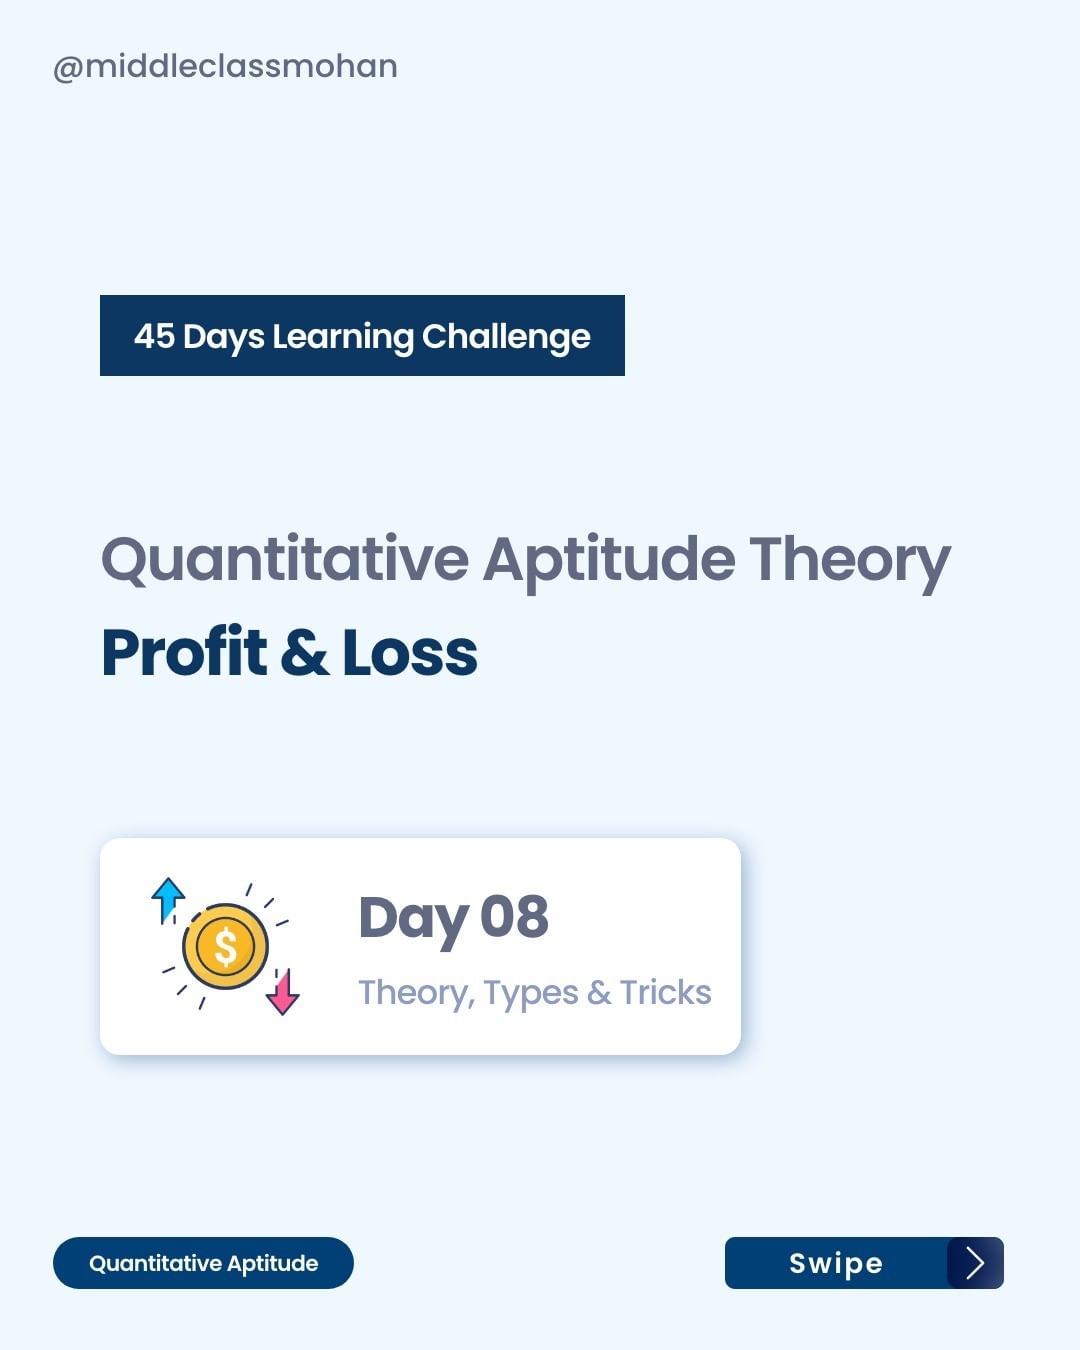 @middleclassmohan
45 Days Learning Challenge
Quantitative Aptitude Theory
Profit & Loss
$
Day 08
Theory, Types & Tricks
Quantitative Aptitude
Swipe